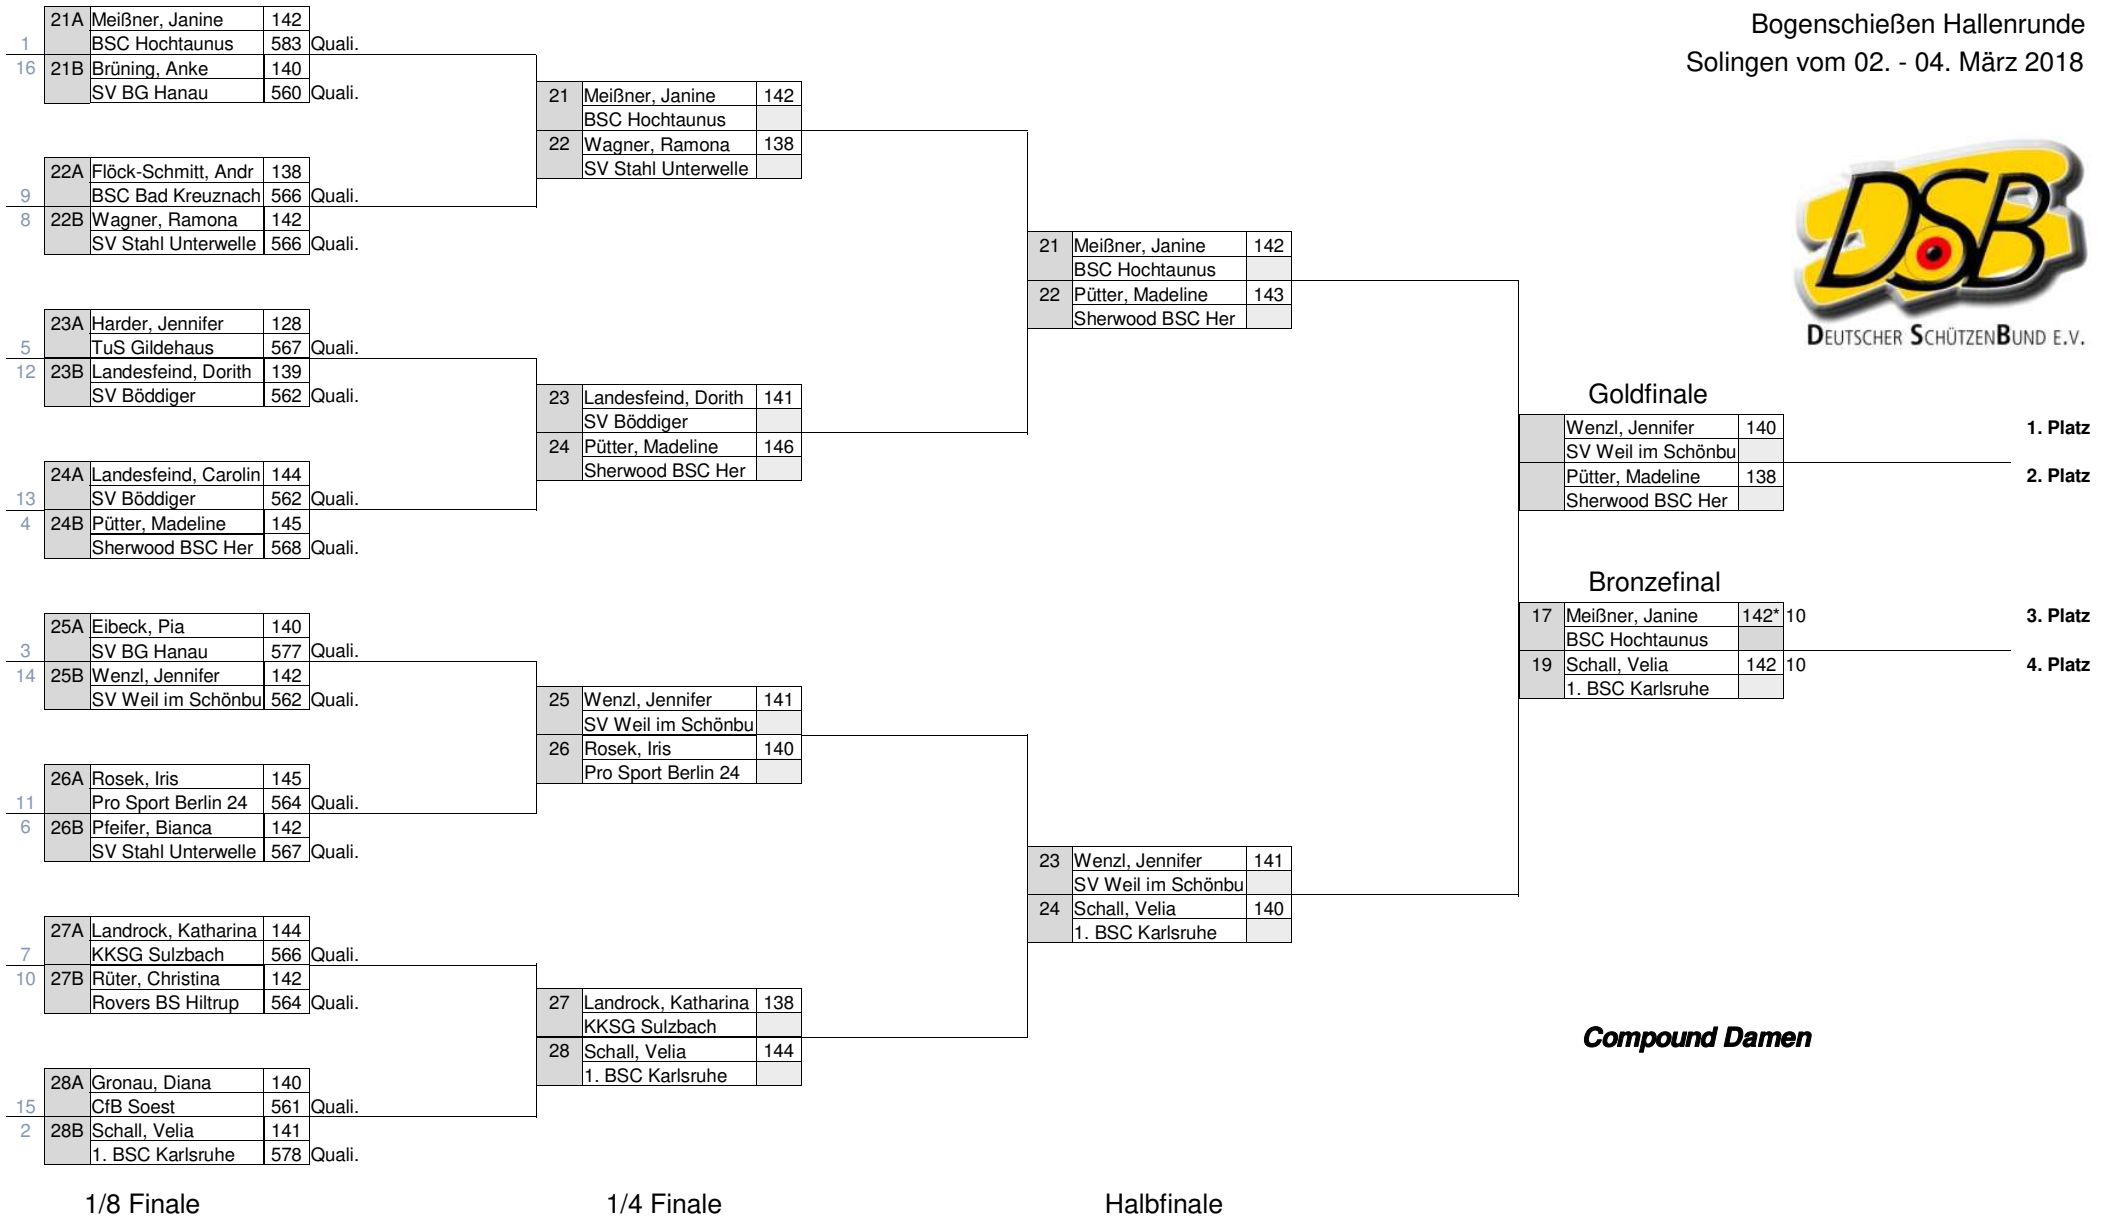 Bogenschießen Hallenrunde
Solingen vom 02. - 04. März 2018
DSB
DEUTSCHER SCHÜTZENBUND E.V.
21A Meißner, Janine 142
1 BSC Hochtaunus 583 Quali.
16 21B Brüning, Anke 140
SV BG Hanau 560 Quali.
22A Flöck-Schmitt, Andr 138
9 BSC Bad Kreuznach 566 Quali.
8 22B Wagner, Ramona 142
SV Stahl Unterwelle 566 Quali.
23A Harder, Jennifer 128
5 TuS Gildehaus 567 Quali.
12 23B Landesfeind, Dorith 139
SV Böddiger 562 Quali.
24A Landesfeind, Carolin 144
13 SV Böddiger 562 Quali.
4 24B Pütter, Madeline 145
Sherwood BSC Her 568 Quali.
25A Eibeck, Pia 140
3 SV BG Hanau 577 Quali.
14 25B Wenzl, Jennifer 142
SV Weil im Schönbu 562 Quali.
26A Rosek, Iris 145
11 Pro Sport Berlin 24 564 Quali.
6 26B Pfeifer, Bianca 142
SV Stahl Unterwelle 567 Quali.
27A Landrock, Katharina 144
7 KKSG Sulzbach 566 Quali.
10 27B Rüter, Christina 142
Rovers BS Hiltrup 564 Quali.
28A Gronau, Diana 140
15 CfB Soest 561 Quali.
2 28B Schall, Velia 141
1. BSC Karlsruhe 578 Quali.
1/8 Finale
21 Meißner, Janine 142
BSC Hochtaunus
22 Wagner, Ramona 138
SV Stahl Unterwelle
23 Landesfeind, Dorith 141
SV Böddiger
24 Pütter, Madeline 146
Sherwood BSC Her
25 Wenzl, Jennifer 141
SV Weil im Schönbu
26 Rosek, Iris 140
Pro Sport Berlin 24
27 Landrock, Katharina 138
KKSG Sulzbach
28 Schall, Velia 144
1. BSC Karlsruhe
1/4 Finale
21 Meißner, Janine 142
BSC Hochtaunus
22 Pütter, Madeline 143
Sherwood BSC Her
23 Wenzl, Jennifer 141
SV Weil im Schönbu
24 Schall, Velia 140
1. BSC Karlsruhe
Halbfinale
Goldfinale
Wenzl, Jennifer 140 1. Platz
SV Weil im Schönbu
Pütter, Madeline 138 2. Platz
Sherwood BSC Her
Bronzefinal
17 Meißner, Janine 142* 10 3. Platz
BSC Hochtaunus
19 Schall, Velia 142 10 4. Platz
1. BSC Karlsruhe
Compound Damen